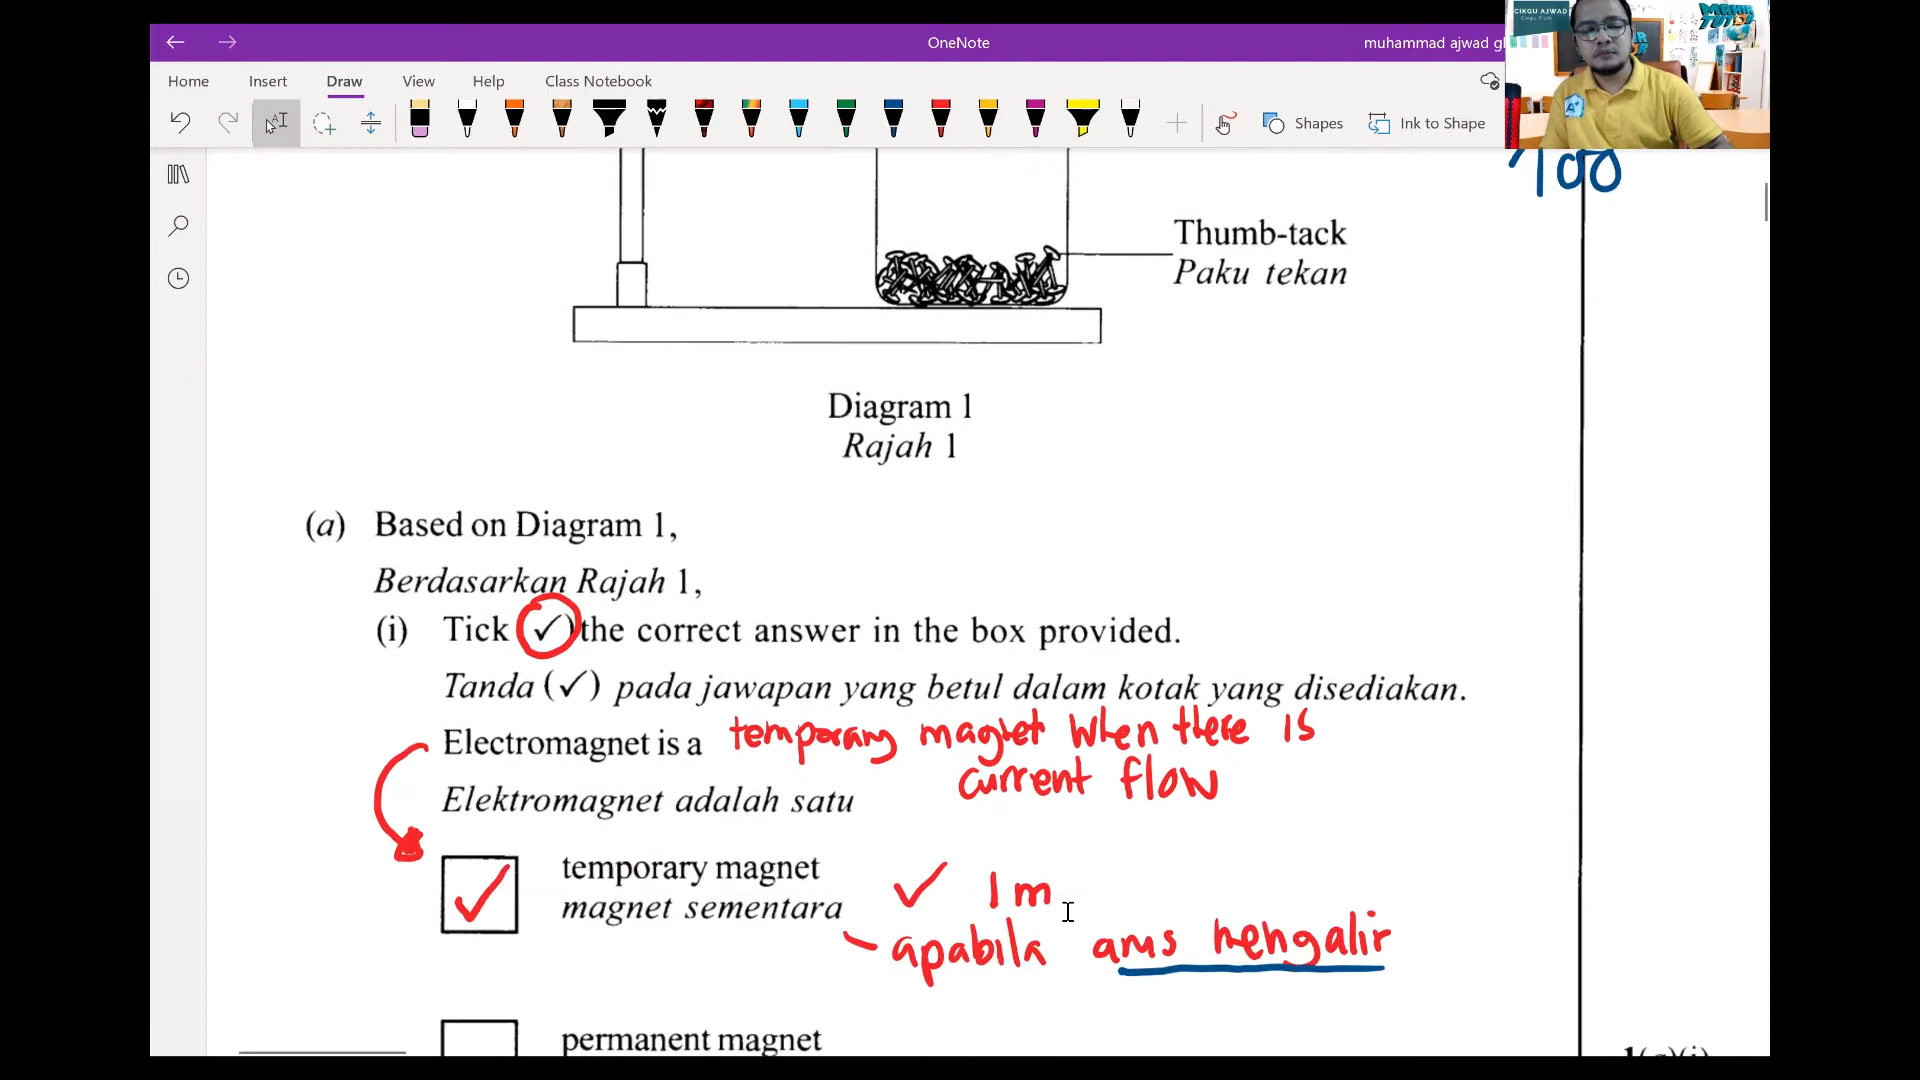 OneNote
muhammad ajwad g
CIKGU AJWAD
Home Insert Draw View Help Class Notebook
Shapes Ink to Shape
100
Thumb-tack
Paku tekan
Diagram 1
Rajah 1
(a) Based on Diagram 1,
Berdasarkan Rajah 1,
(i) Tick (✓) the correct answer in the box provided.
Tanda (✓) pada jawapan yang betul dalam kotak yang disediakan.
Electromagnet is a temporary magnet when there is
current flow
Elektromagnet adalah satu
✓ temporary magnet ✓ 1m
magnet sementara
apabila arus mengalir
permanent magnet